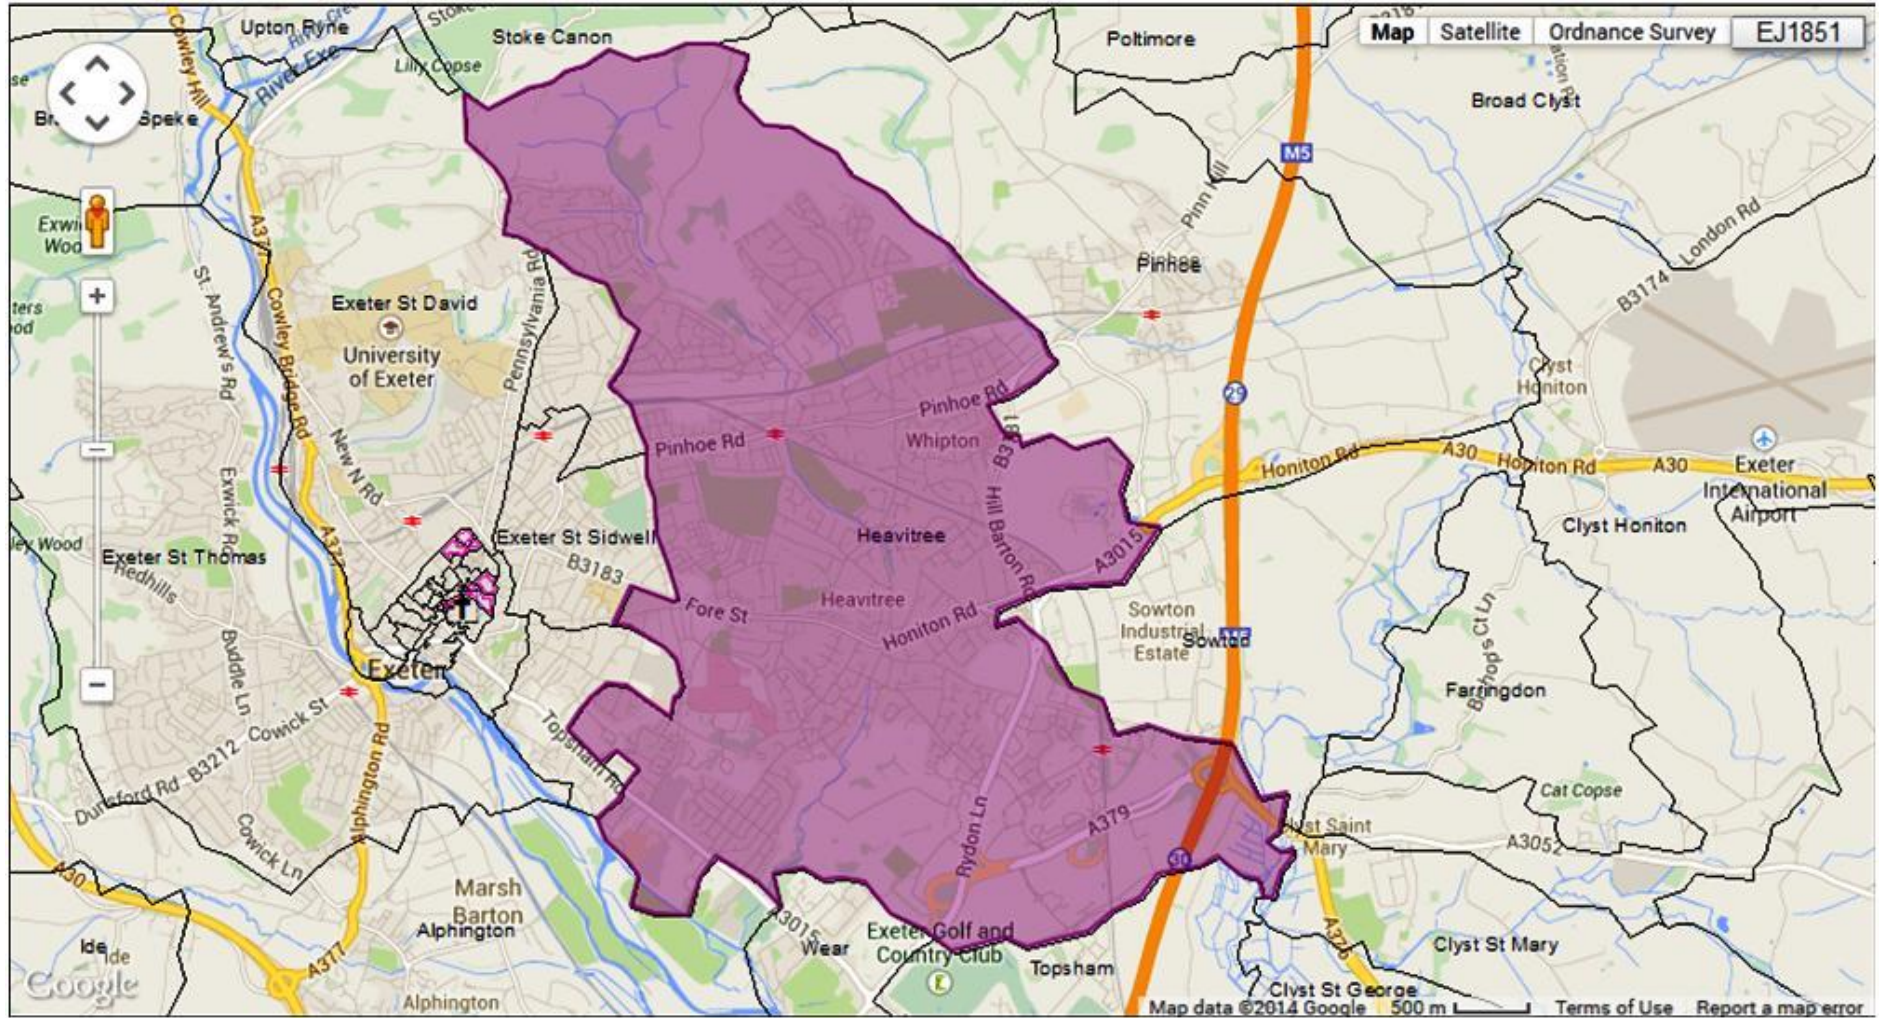 Upton Pyne
Stoke Canon
Poltimore
Map
Satellite
Ordnance Survey
EJ1851
Cowley Hill
River Exe
Lilly Copse
Speke
Broad Clyst
M5
Pinn Hill
A377
London Rd
B3174
Pinhoe
Pinhoe
St. Andrew's Rd
Cowley Bridge Rd
Exeter St David
University
of Exeter
Pennsylvania Rd
29
Clyst
Honiton
Pinhoe Rd
Pinhoe Rd
Whipton
New N Rd
Exwick Rd
Hill Barton Rd
Honiton Rd
A30
Honiton Rd
A30
Exeter
International
Airport
Exeter St Thomas
Redhills
A377
Exeter St Sidwell
B3183
Heavitree
Heavitree
A3015
Clyst Honiton
Fore St
Honiton Rd
Sowton
Industrial
Estate
Sowton
M5
Bishops Ct Ln
Farringdon
Exeter
Buddle Ln
Cowick St
B3212
Dunsford Rd
Topsham Rd
Alphington Rd
Cowick Ln
Rydon Ln
A379
30
Cat Copse
Clyst Saint
Mary
A3052
A30
Marsh
Barton
Alphington
A3015
Wear
Exeter Golf and
Country Club
Topsham
A376
Clyst St Mary
Ide
Ide
A377
Google
Alphington
Clyst St George
Map data ©2014 Google
500 m
Terms of Use
Report a map error